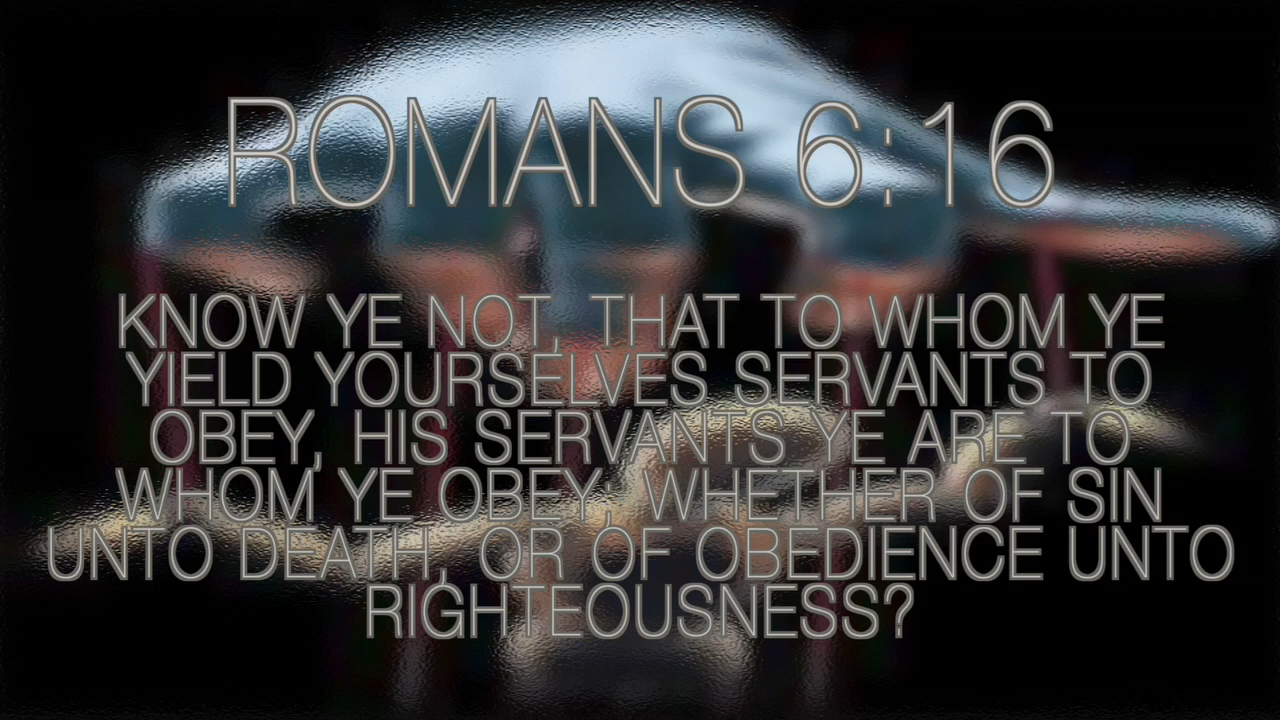 ROMANS 6:16
KNOW YE NOT, THAT TO WHOM YE
YIELD YOURSELVES SERVANTS TO
OBEY, HIS SERVANTS YE ARE TO
WHOM YE OBEY; WHETHER OF SIN
UNTO DEATH, OR OF OBEDIENCE UNTO
RIGHTEOUSNESS?